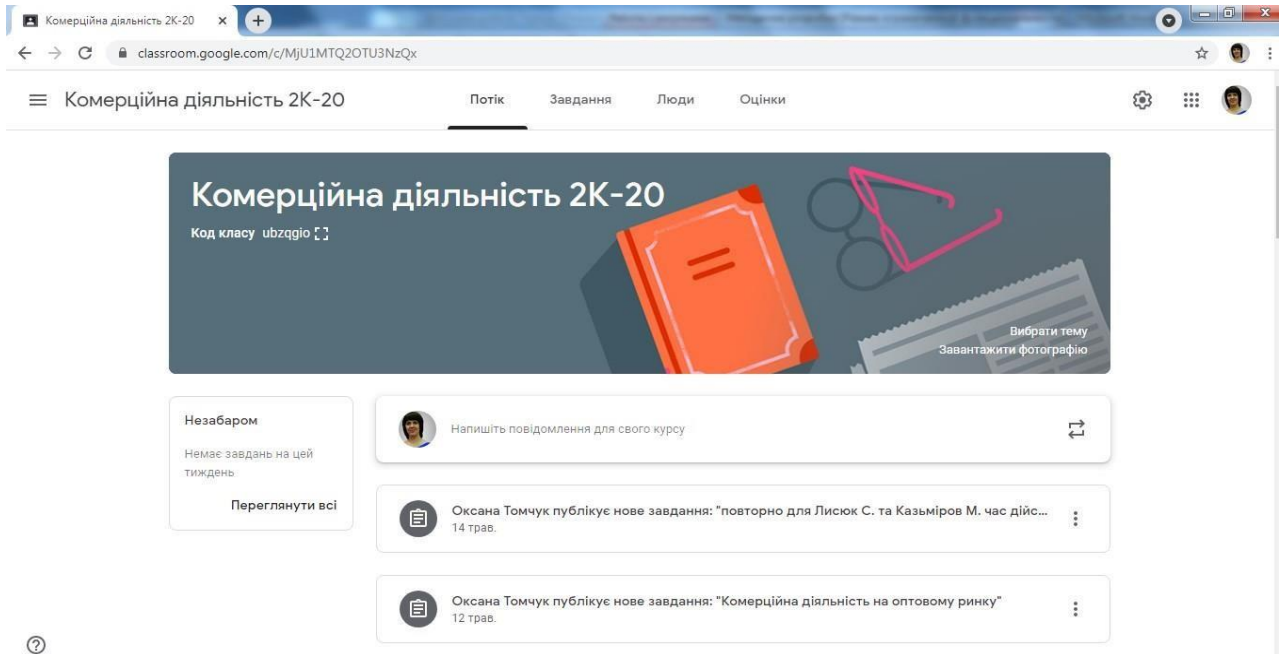 Комерційна діяльність 2К-20
classroom.google.com/c/MjU1MTQ2OTU3NzQx
Комерційна діяльність 2К-20
Потік Завдання Люди Оцінки
Комерційна діяльність 2К-20
Код класу ubzqgio
Вибрати тему
Завантажити фотографію
Незабаром
Немає завдань на цей
тиждень
Переглянути всі
Напишіть повідомлення для свого курсу
Оксана Томчук публікує нове завдання: "повторно для Лисюк С. та Казьміров М. час дійс...
14 трав.
Оксана Томчук публікує нове завдання: "Комерційна діяльність на оптовому ринку"
12 трав.